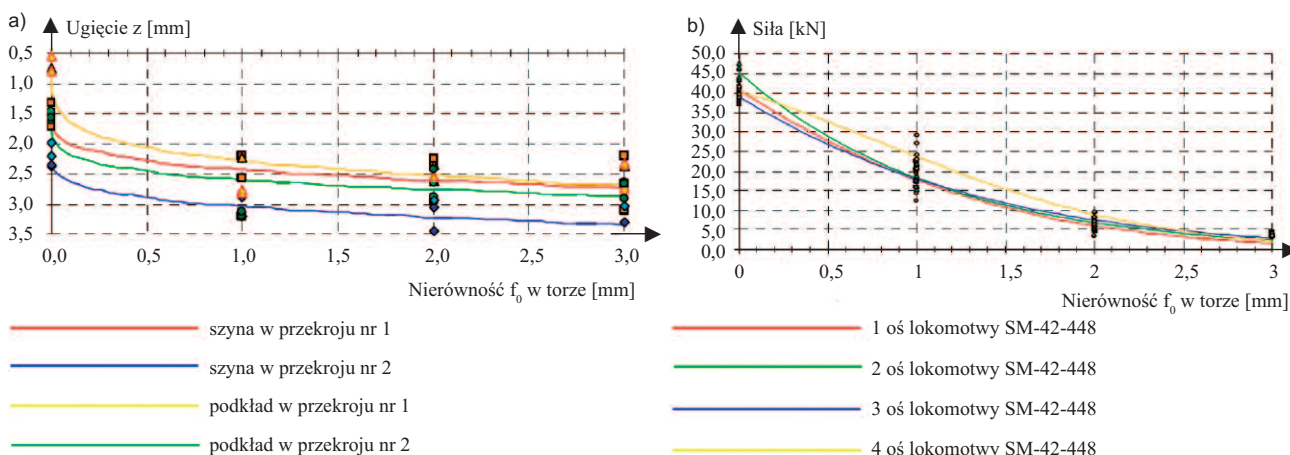 a)
Ugięcie z [mm]
0,5
1,0
1,5
2,0
2,5
3,0
3,5
0,0 0,5 1,0 1,5 2,0 2,5 3,0
Nierówność f₀ w torze [mm]
szyna w przekroju nr 1
szyna w przekroju nr 2
podkład w przekroju nr 1
podkład w przekroju nr 2
b)
Siła [kN]
50,0
45,0
40,0
35,0
30,0
25,0
20,0
15,0
10,0
5,0
0,0
0 0,5 1 1,5 2 2,5 3
Nierówność f₀ w torze [mm]
1 oś lokomotwy SM-42-448
2 oś lokomotwy SM-42-448
3 oś lokomotwy SM-42-448
4 oś lokomotwy SM-42-448